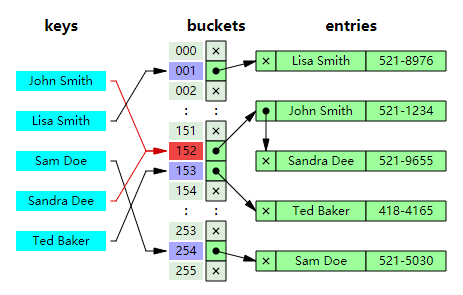 keys
buckets
entries
John Smith
Lisa Smith
Sam Doe
Sandra Dee
Ted Baker
000 ×
001
002 ×
: :
151 ×
152
153
154 ×
: :
253 ×
254
255 ×
× Lisa Smith 521-8976
John Smith 521-1234
× Sandra Dee 521-9655
× Ted Baker 418-4165
× Sam Doe 521-5030